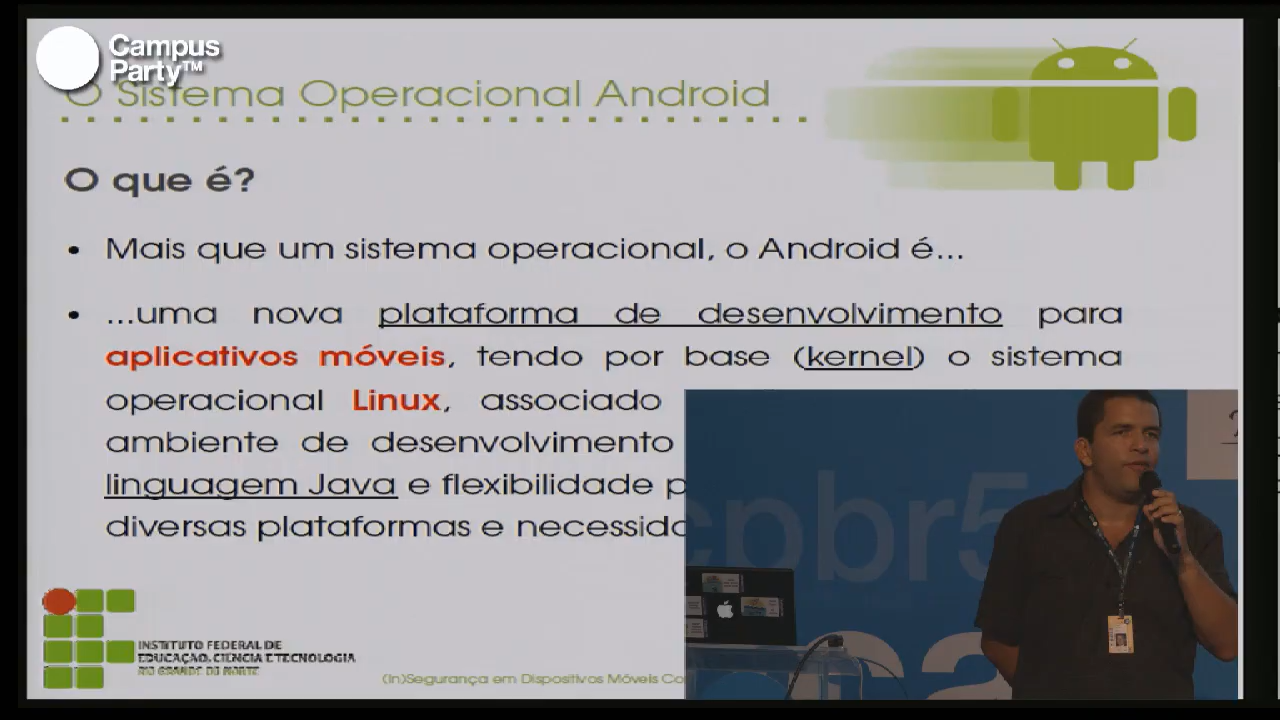 Campus
Party™
O Sistema Operacional Android
O que é?
• Mais que um sistema operacional, o Android é...
• ...uma nova plataforma de desenvolvimento para
aplicativos móveis, tendo por base (kernel) o sistema
operacional Linux, associado
ambiente de desenvolvimento
linguagem Java e flexibilidade p
diversas plataformas e necessida
cpbr5
INSTITUTO FEDERAL DE
EDUCAÇÃO, CIÊNCIA E TECNOLOGIA
RIO GRANDE DO NORTE
(In)Segurança em Dispositivos Móveis Co